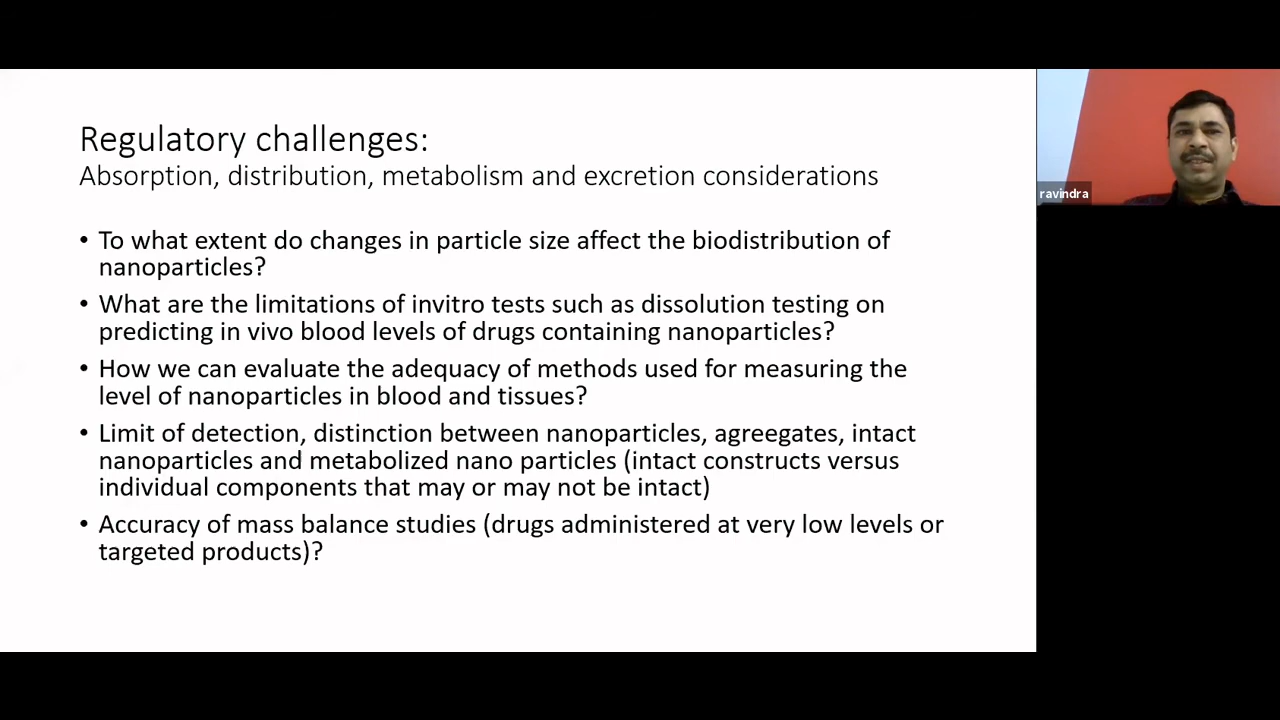 Regulatory challenges:
Absorption, distribution, metabolism and excretion considerations
• To what extent do changes in particle size affect the biodistribution of
nanoparticles?
• What are the limitations of invitro tests such as dissolution testing on
predicting in vivo blood levels of drugs containing nanoparticles?
• How we can evaluate the adequacy of methods used for measuring the
level of nanoparticles in blood and tissues?
• Limit of detection, distinction between nanoparticles, agreegates, intact
nanoparticles and metabolized nano particles (intact constructs versus
individual components that may or may not be intact)
• Accuracy of mass balance studies (drugs administered at very low levels or
targeted products)?
ravindra